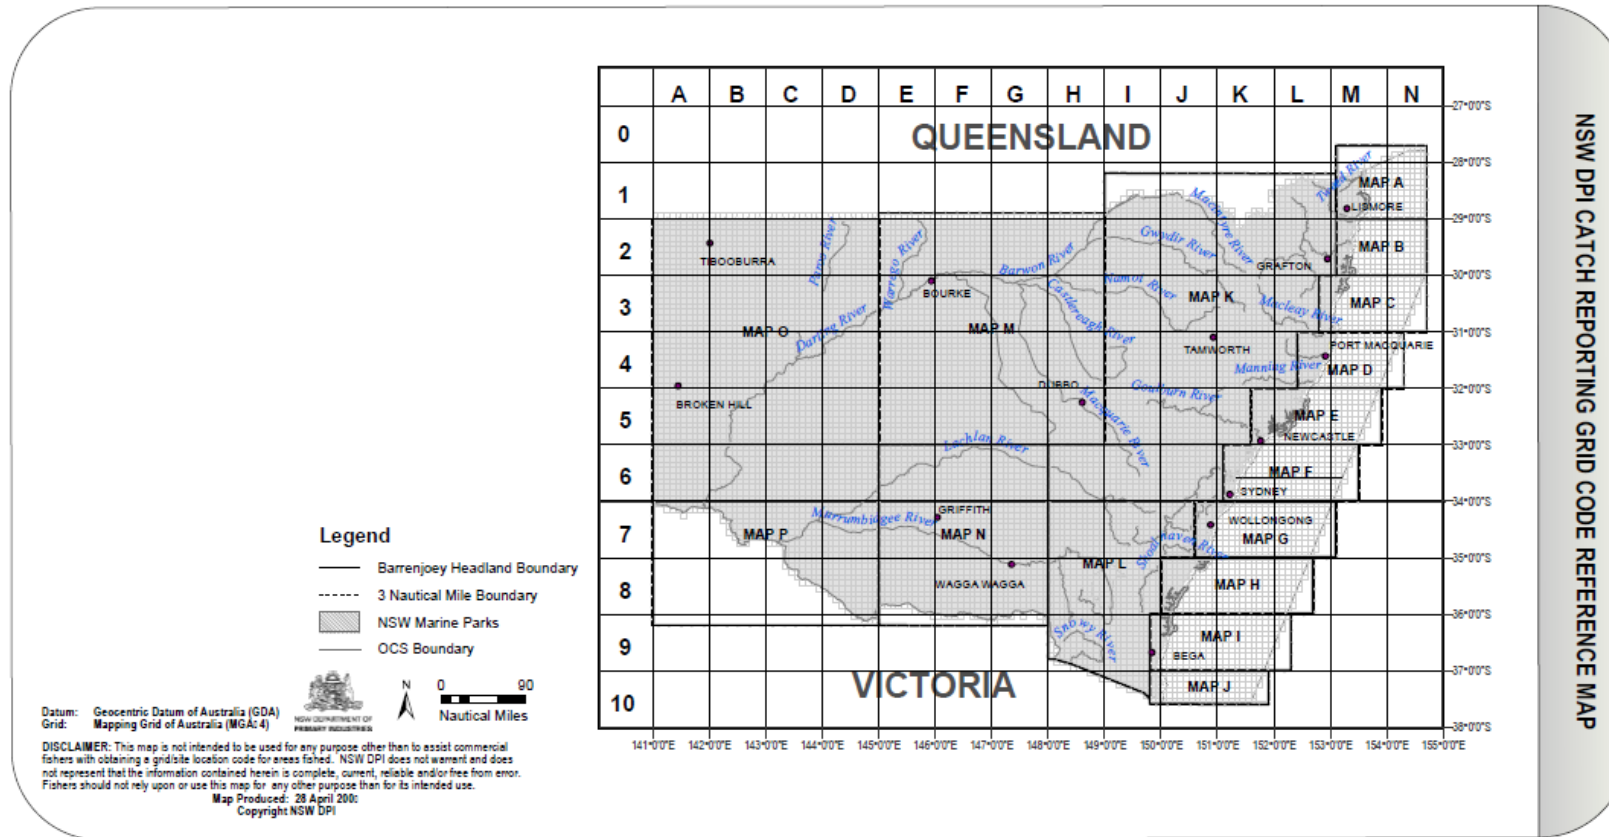 A B C D E F G H I J K L M N
0
1
2
3
4
5
6
7
8
9
10
27°0'0"S
28°0'0"S
29°0'0"S
30°0'0"S
31°0'0"S
32°0'0"S
33°0'0"S
34°0'0"S
35°0'0"S
36°0'0"S
37°0'0"S
38°0'0"S
141°0'0"E 142°0'0"E 143°0'0"E 144°0'0"E 145°0'0"E 146°0'0"E 147°0'0"E 148°0'0"E 149°0'0"E 150°0'0"E 151°0'0"E 152°0'0"E 153°0'0"E 154°0'0"E 155°0'0"E
QUEENSLAND
Tweed River
MAP A
LISMORE
Macintyre River
MAP B
Gwydir River
GRAFTON
TIBOOBURRA
Paroo River
Warrego River
Barwon River
BOURKE
Namoi River
MAP K
Macleay River
MAP C
Castlereagh River
MAP O
Darling River
MAP M
TAMWORTH
PORT MACQUARIE
Manning River
MAP D
BROKEN HILL
DUBBO
Goulburn River
Macquarie River
MAP E
NEWCASTLE
Lachlan River
MAP F
SYDNEY
GRIFFITH
Murrumbidgee River
MAP P
MAP N
WOLLONGONG
MAP G
Shoalhaven River
MAP L
WAGGA WAGGA
MAP H
Snowy River
MAP I
BEGA
VICTORIA
MAP J
Legend
Barrenjoey Headland Boundary
3 Nautical Mile Boundary
NSW Marine Parks
OCS Boundary
NSW DEPARTMENT OF
PRIMARY INDUSTRIES
N
0 90
Nautical Miles
Datum: Geocentric Datum of Australia (GDA)
Grid: Mapping Grid of Australia
DISCLAIMER: This map is not intended to be used for any purpose other than to assist commercial
fishers with obtaining a grid/site location code for areas fished. NSW DPI does not warrant and does
not represent that the information contained herein is complete, current, reliable and/or free from error.
Fishers should not rely upon or use this map for any other purpose than for its intended use.
Map Produced: 28 April
Copyright NSW DPI
NSW DPI CATCH REPORTING GRID CODE REFERENCE MAP